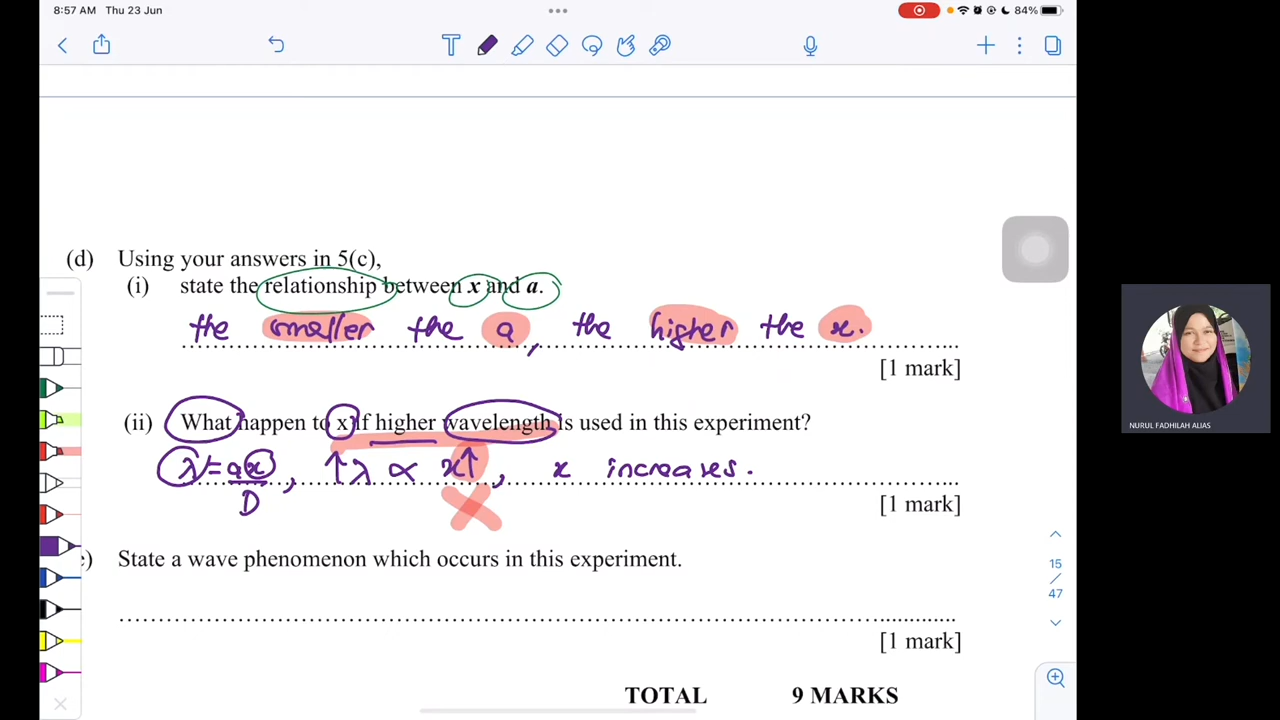 8:57 AM Thu 23 Jun
84%
(d) Using your answers in 5(c),
(i) state the relationship between x and a.
the smaller the a, the higher the x.
[1 mark]
(ii) What happen to x if higher wavelength is used in this experiment?
λ = ax/D, ↑λ ∝ x↑, x increases.
[1 mark]
e) State a wave phenomenon which occurs in this experiment.
[1 mark]
TOTAL 9 MARKS
15
/
47
NURUL FADHILAH ALIAS